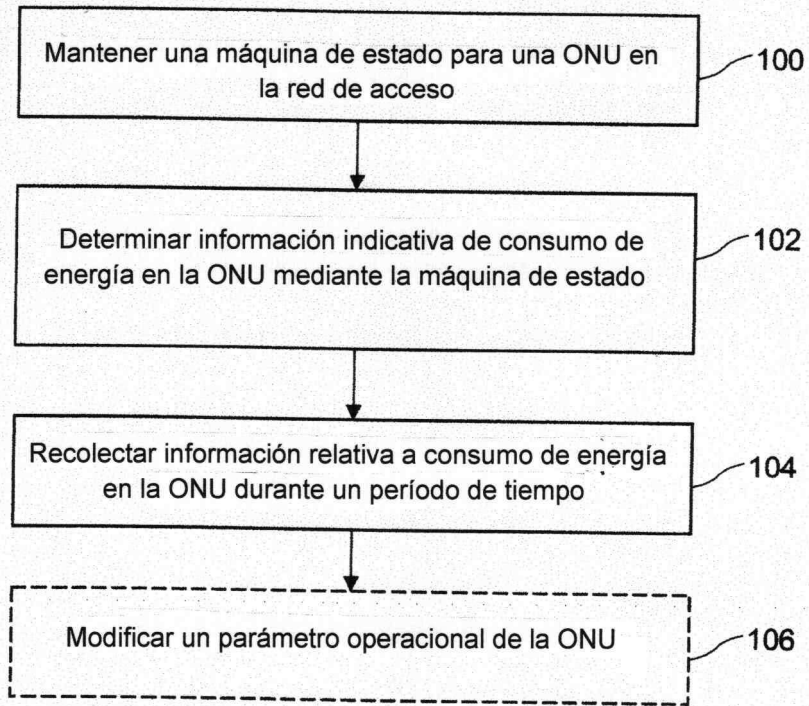 Mantener una máquina de estado para una ONU en
la red de acceso
100
Determinar información indicativa de consumo de
energía en la ONU mediante la máquina de estado
102
Recolectar información relativa a consumo de energía
en la ONU durante un período de tiempo
104
Modificar un parámetro operacional de la ONU
106